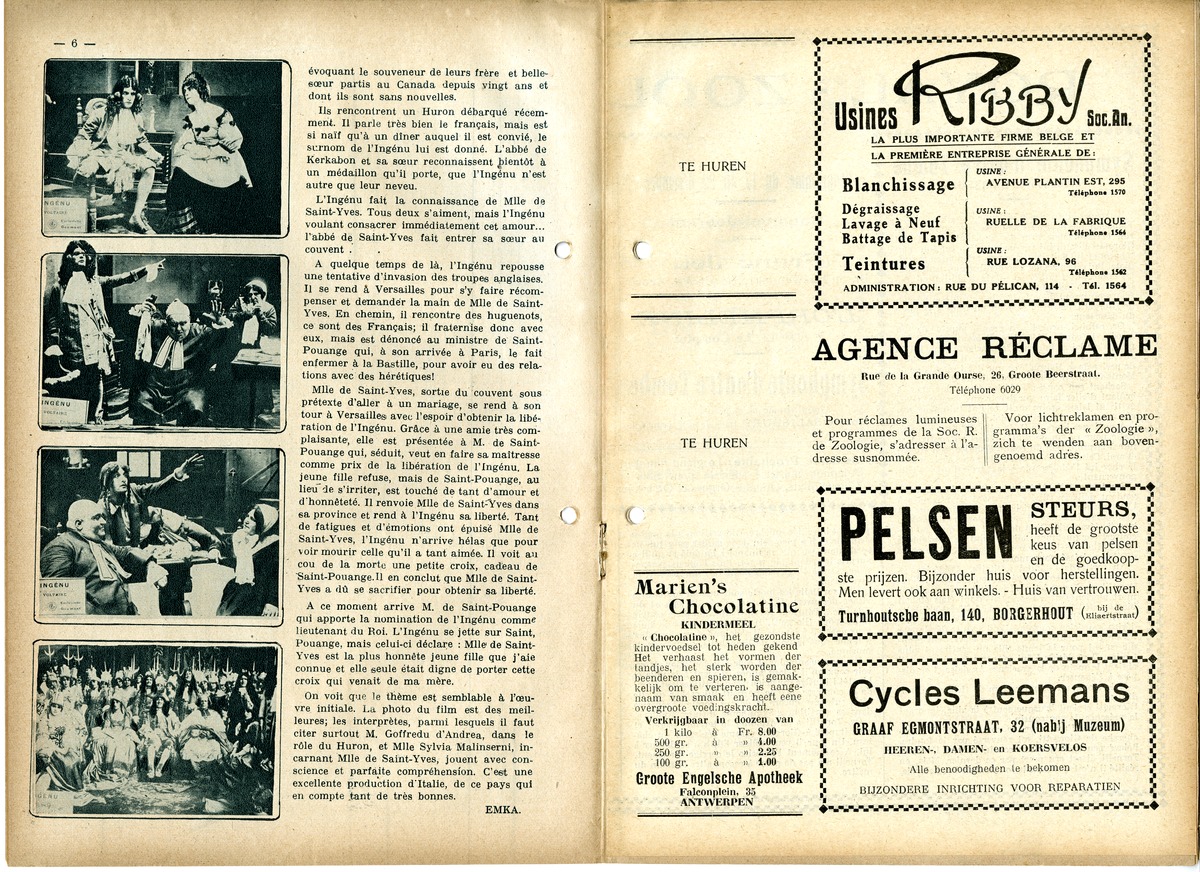 — 6 —
INGÉNU
VOLTAIRE
INGÉNU
VOLTAIRE
INGÉNU
VOLTAIRE
évoquant le souveneur de leurs frère et belle-
sœur partis au Canada depuis vingt ans et
dont ils sont sans nouvelles.
Ils rencontrent un Huron débarqué récem-
ment. Il parle très bien le français, mais est
si naïf qu'à un dîner auquel il est convié, le
surnom de l'Ingénu lui est donné. L'abbé de
Kerkabon et sa sœur reconnaissent bientôt à
un médaillon qu'il porte, que l'Ingénu n'est
autre que leur neveu.
L'Ingénu fait la connaissance de Mlle de
Saint-Yves. Tous deux s'aiment, mais l'Ingénu
voulant consacrer immédiatement cet amour...
l'abbé de Saint-Yves fait entrer sa sœur au
couvent .
A quelque temps de là, l'Ingénu repousse
une tentative d'invasion des troupes anglaises.
Il se rend à Versailles pour s'y faire récom-
penser et demander la main de Mlle de Saint-
Yves. En chemin, il rencontre des huguenots,
ce sont des Français; il fraternise donc avec
eux, mais est dénoncé au ministre de Saint-
Pouange qui, à son arrivée à Paris, le fait
enfermer à la Bastille, pour avoir eu des rela-
tions avec des hérétiques!
Mlle de Saint-Yves, sortie du couvent sous
prétexte d'aller à un mariage, se rend à son
tour à Versailles avec l'espoir d'obtenir la libé-
ration de l'Ingénu. Grâce à une amie très com-
plaisante, elle est présentée à M. de Saint-
Pouange qui, séduit, veut en faire sa maîtresse
comme prix de la libération de l'Ingénu. La
jeune fille refuse, mais de Saint-Pouange, au
lieu de s'irriter, est touché de tant d'amour et
d'honnêteté. Il renvoie Mlle de Saint-Yves dans
sa province et rend à l'Ingénu sa liberté. Tant
de fatigues et d'émotions ont épuisé Mlle de
Saint-Yves, l'Ingénu n'arrive hélas que pour
voir mourir celle qu'il a tant aimée. Il voit au
cou de la morte une petite croix, cadeau de
Saint-Pouange.Il en conclut que Mlle de Saint-
Yves a dû se sacrifier pour obtenir sa liberté.
A ce moment arrive M. de Saint-Pouange
qui apporte la nomination de l'Ingénu comme
lieutenant du Roi. L'Ingénu se jette sur Saint,
Pouange, mais celui-ci déclare : Mlle de Saint-
Yves est la plus honnête jeune fille que j'aie
connue et elle seule était digne de porter cette
croix qui venait de ma mère.
On voit que le thème est semblable à l'œu-
vre initiale. La photo du film est des meil-
leures; les interprètes, parmi lesquels il faut
citer surtout M. Goffredu d'Andrea, dans le
rôle du Huron, et Mlle Sylvia Malinserni, in-
carnant Mlle de Saint-Yves, jouent avec con-
science et parfaite compréhension. C'est une
excellente production d'Italie, de ce pays qui
en compte tant de très bonnes.
EMKA.
TE HUREN
TE HUREN
Marien's
Chocolatine
KINDERMEEL
« Chocolatine », het gezondste
kindervoedsel tot heden gekend
Het verhaast het vormen der
tandjes, het sterk worden der
beenderen en spieren, is gemak-
kelijk om te verteren, is aange-
naam van smaak en heeft eene
overgroote voedingskracht.
Verkrijgbaar in doozen van
1 kilo à Fr. 8.00
500 gr. à » 4.00
250 gr. à » 2.25
100 gr. à » 1.00
Groote Engelsche Apotheek
Falconplein, 35
ANTWERPEN
Usines RIBBY Soc. An.
LA PLUS IMPORTANTE FIRME BELGE ET
LA PREMIÈRE ENTREPRISE GÉNÉRALE DE :
Blanchissage
USINE :
AVENUE PLANTIN EST, 295
Téléphone 1570
Dégraissage
Lavage à Neuf
Battage de Tapis
USINE :
RUELLE DE LA FABRIQUE
Téléphone 1564
Teintures
USINE :
RUE LOZANA, 96
Téléphone 1562
ADMINISTRATION : RUE DU PÉLICAN, 114 - Tél. 1564
AGENCE RÉCLAME
Rue de la Grande Ourse, 26, Groote Beerstraat.
Téléphone 6029
Pour réclames lumineuses
et programmes de la Soc. R.
de Zoologie, s'adresser à l'a-
dresse susnommée.
Voor lichtreklamen en pro-
gramma's der « Zoologie »,
zich te wenden aan boven-
genoemd adres.
PELSEN STEURS,
heeft de grootste
keus van pelsen
en de goedkoop-
ste prijzen. Bijzonder huis voor herstellingen.
Men levert ook aan winkels. - Huis van vertrouwen.
Turnhoutsche baan, 140, BORGERHOUT (bij de Kliaertstraat)
Cycles Leemans
GRAAF EGMONTSTRAAT, 32 (nabij Muzeum)
HEEREN-, DAMEN- en KOERSVELOS
Alle benoodigheden te bekomen
BIJZONDERE INRICHTING VOOR REPARATIEN